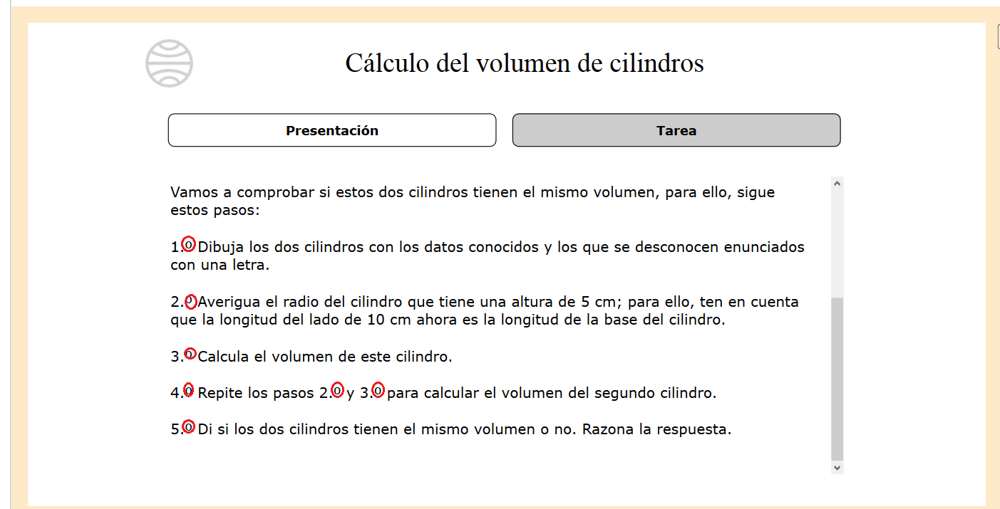 Cálculo del volumen de cilindros
Presentación
Tarea
Vamos a comprobar si estos dos cilindros tienen el mismo volumen, para ello, sigue
estos pasos:
1.º Dibuja los dos cilindros con los datos conocidos y los que se desconocen enunciados
con una letra.
2.º Averigua el radio del cilindro que tiene una altura de 5 cm; para ello, ten en cuenta
que la longitud del lado de 10 cm ahora es la longitud de la base del cilindro.
3.º Calcula el volumen de este cilindro.
4.º Repite los pasos 2.º y 3.º para calcular el volumen del segundo cilindro.
5.º Di si los dos cilindros tienen el mismo volumen o no. Razona la respuesta.